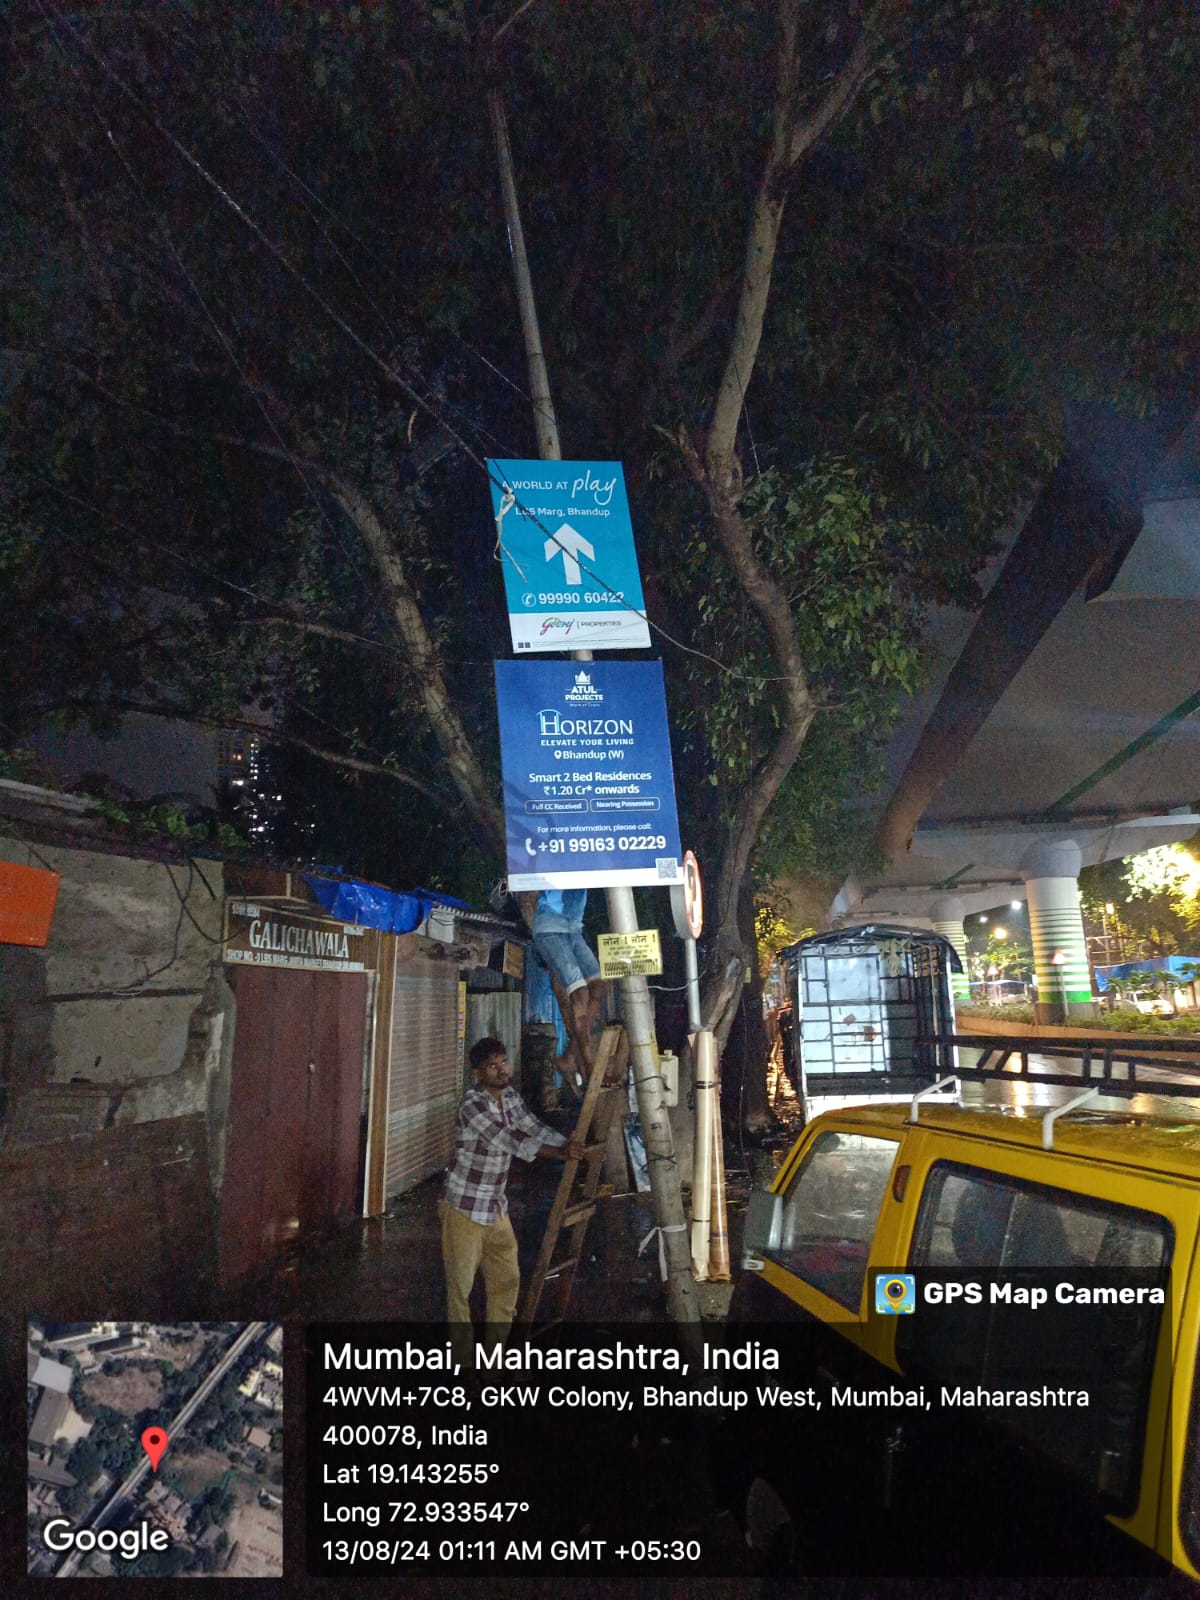 A WORLD AT play
LBS Marg, Bhandup
99990 60422
Godrej | PROPERTIES
ATUL
PROJECTS
HORIZON
ELEVATE YOUR LIVING
Bhandup (W)
Smart 2 Bed Residences
₹1.20 Cr* onwards
Full CC Received Nearing Possession
For more information, please call:
+91 99163 02229
लोन ! लोन !
GALICHAWALA
GPS Map Camera
Mumbai, Maharashtra, India
4WVM+7C8, GKW Colony, Bhandup West, Mumbai, Maharashtra
400078, India
Lat 19.143255°
Long 72.933547°
13/08/24 01:11 AM GMT +05:30
Google